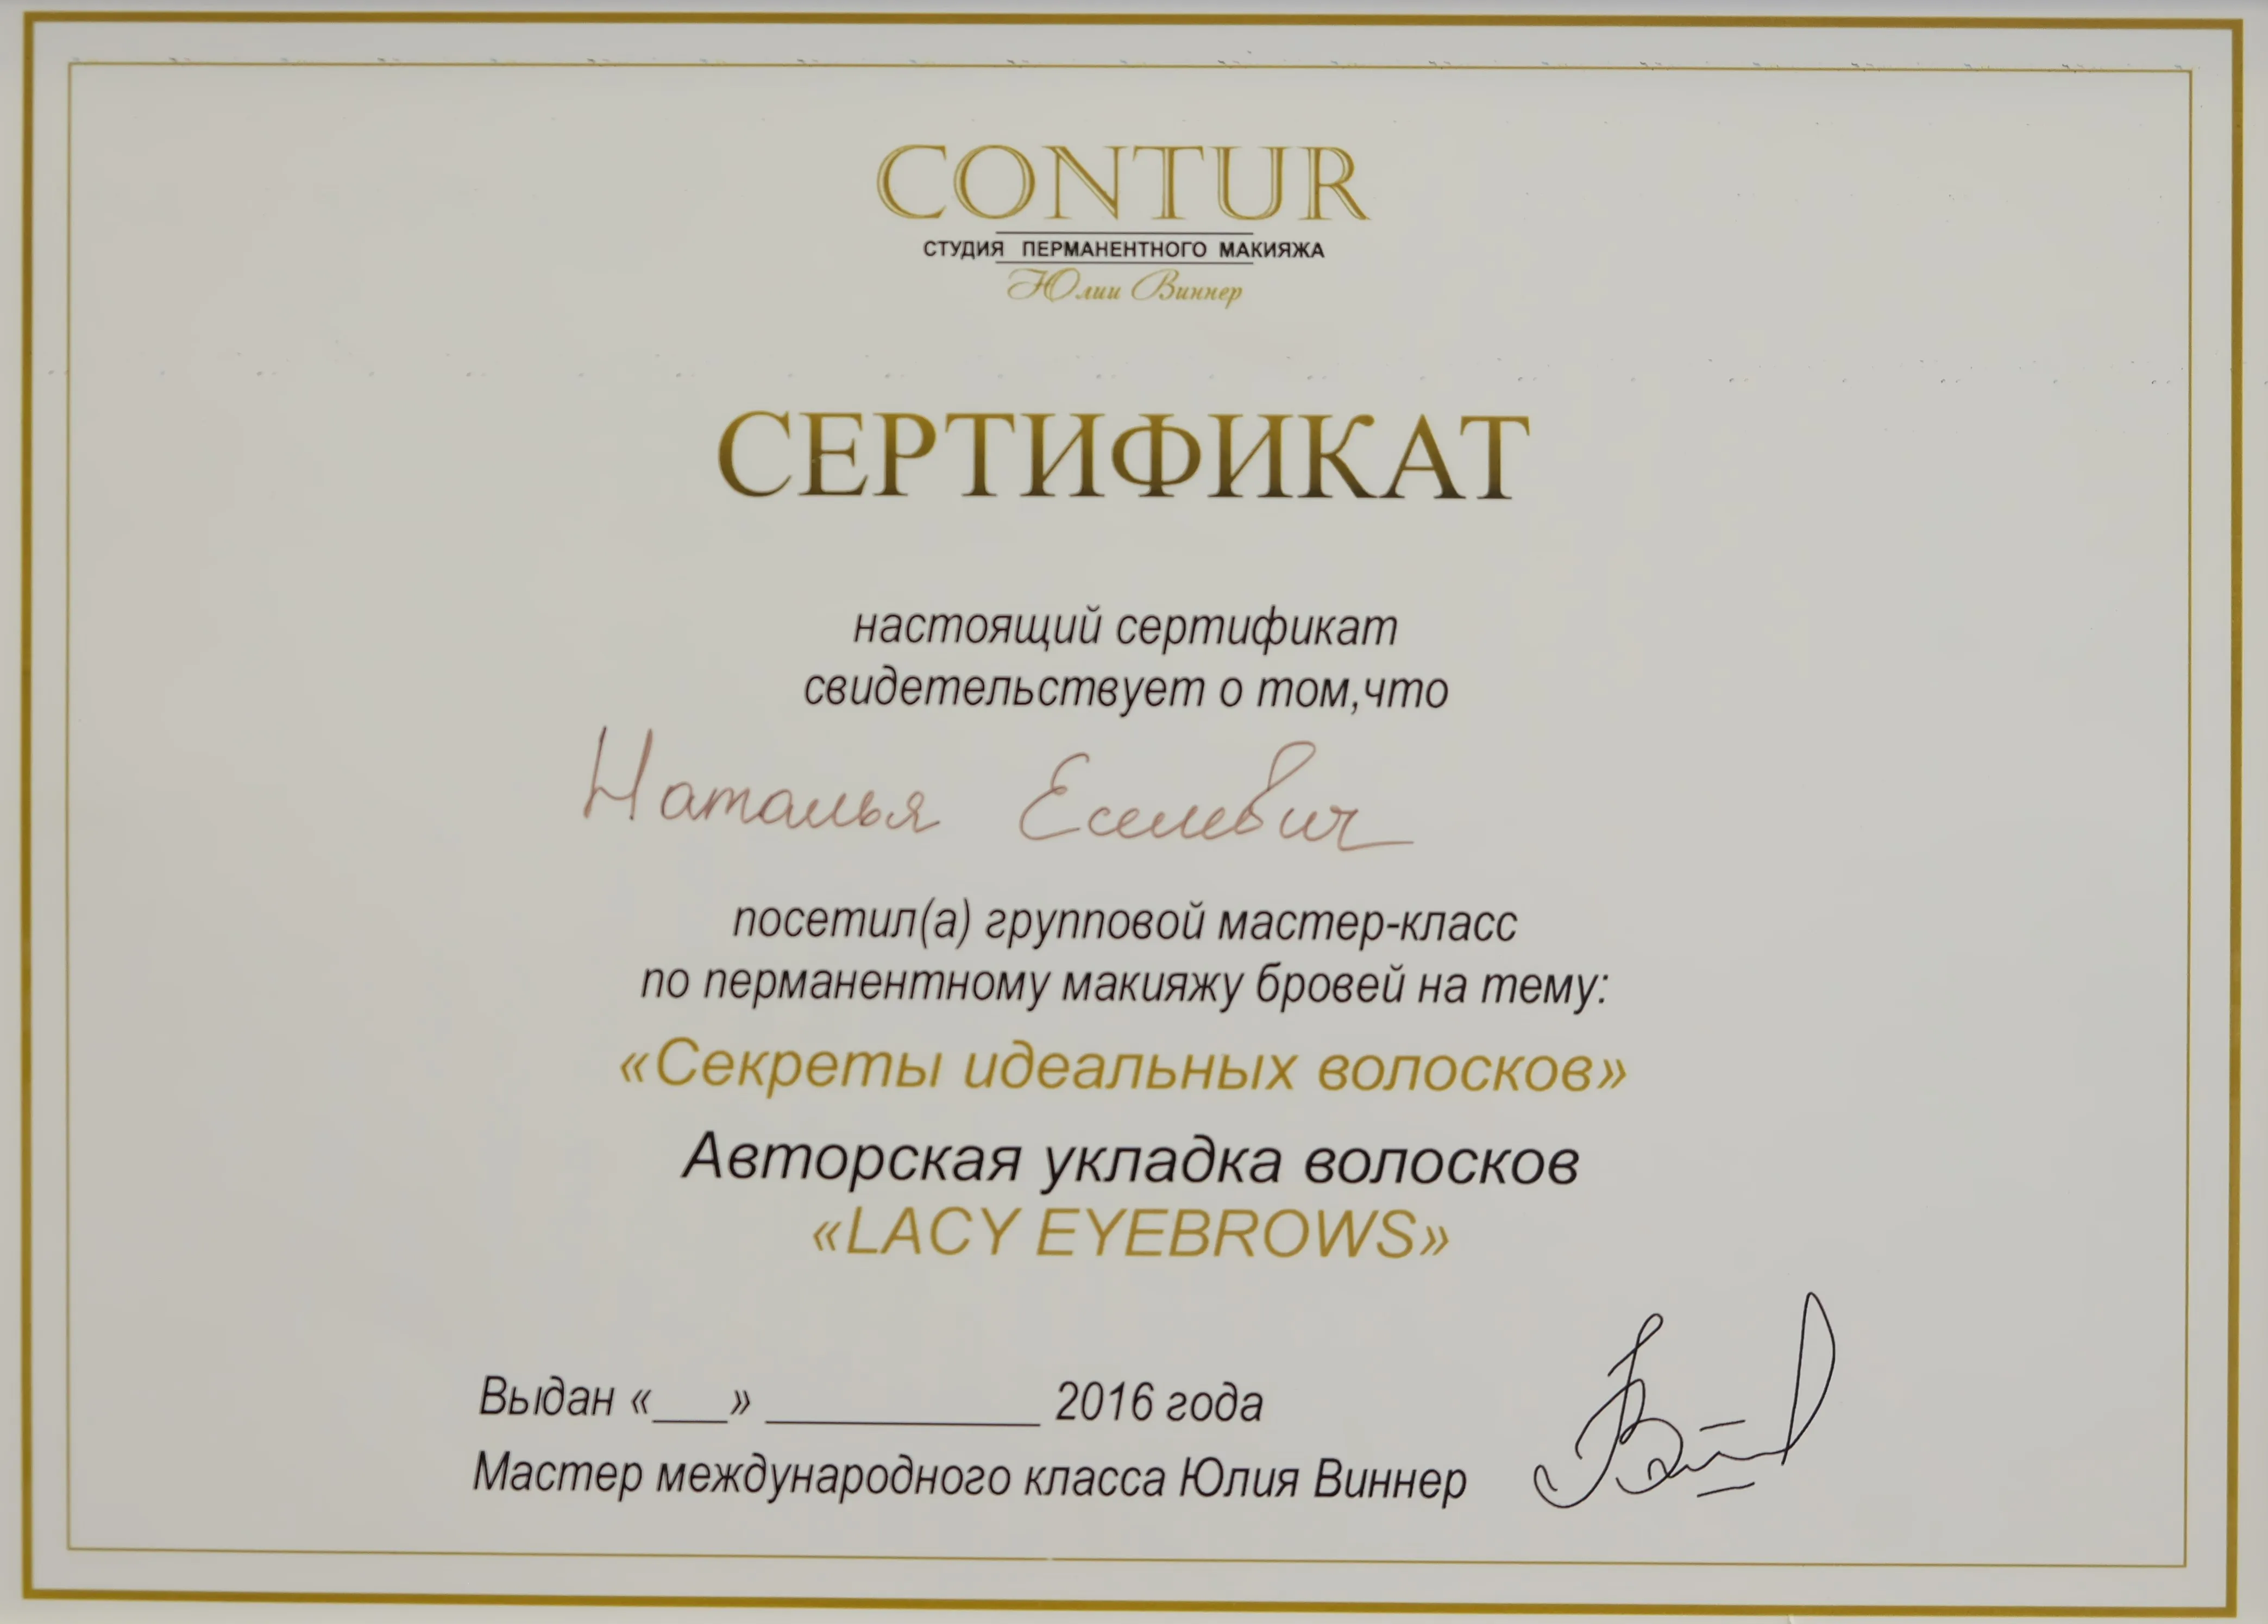 CONTUR
СТУДИЯ ПЕРМАНЕНТНОГО МАКИЯЖА
Юлии Виннер
СЕРТИФИКАТ
настоящий сертификат
свидетельствует о том,что
Наталья
посетил(а) групповой мастер-класс
по перманентному макияжу бровей на тему:
«Секреты идеальных волосков»
Авторская укладка волосков
«LACY EYEBROWS»
Выдан «___» ___________ 2016 года
Мастер международного класса Юлия Виннер